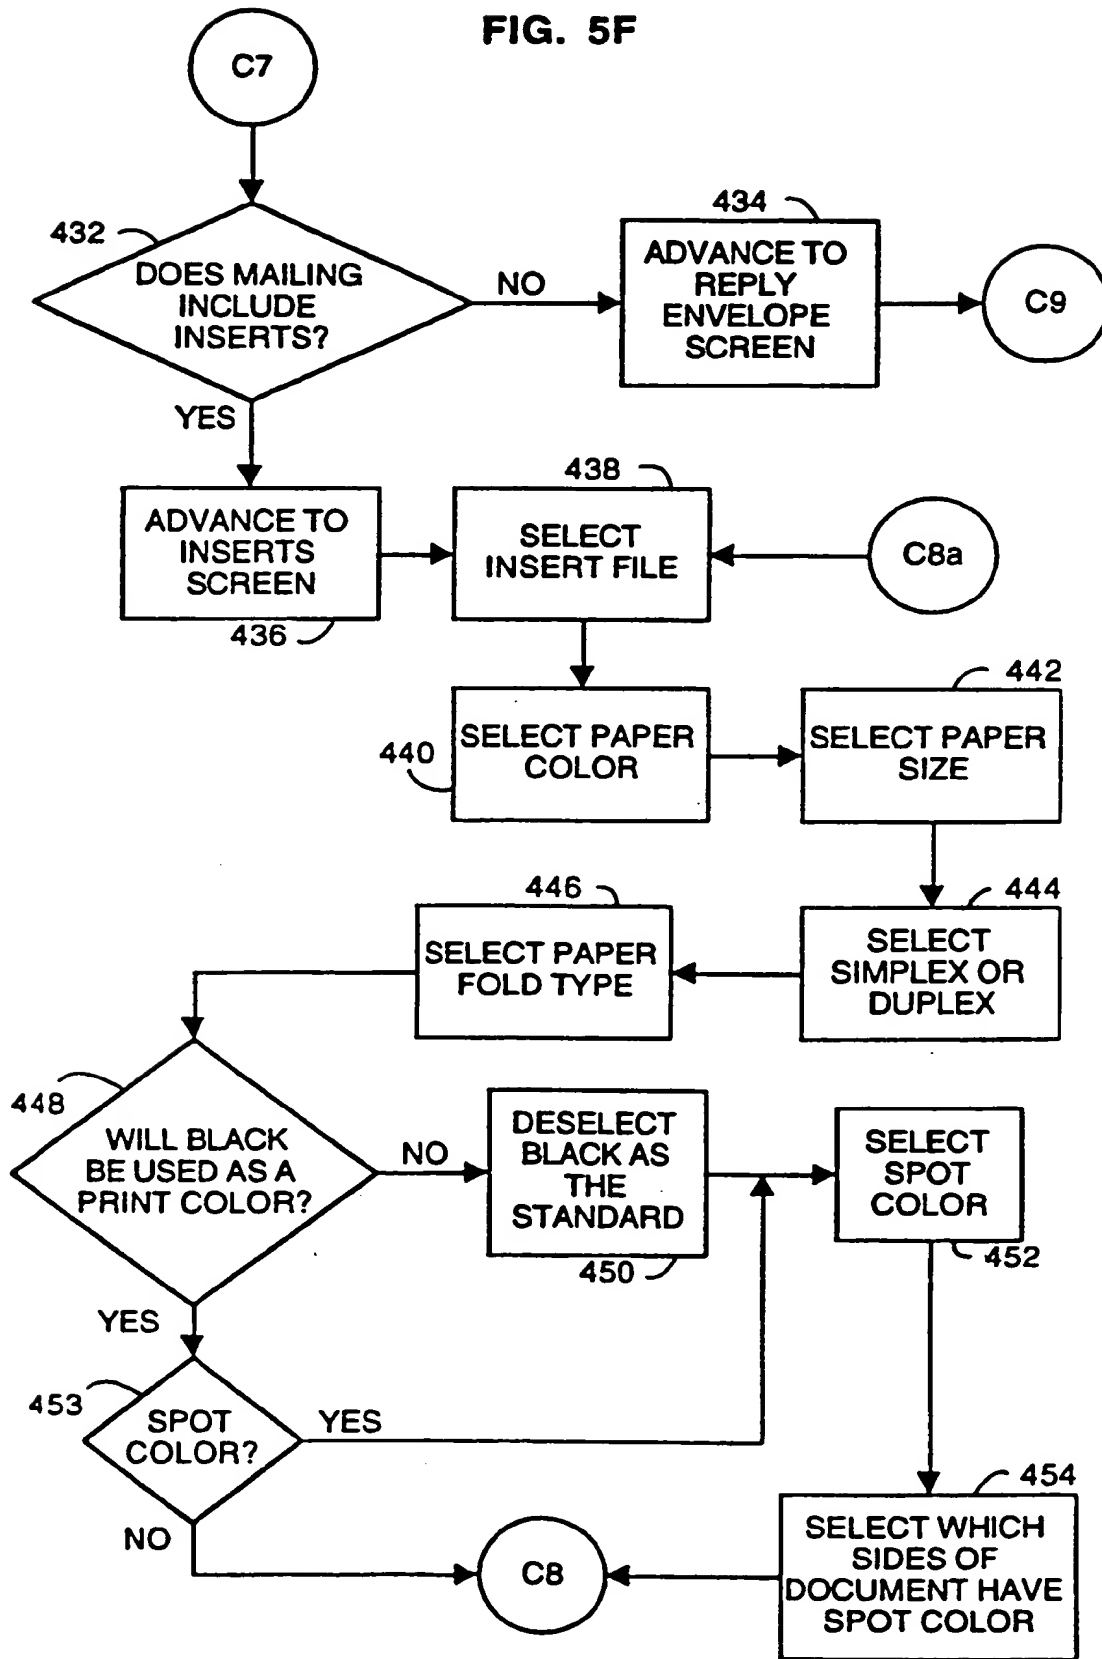 FIG. 5F
C7
432
DOES MAILING
INCLUDE
INSERTS?
NO
434
ADVANCE TO
REPLY
ENVELOPE
SCREEN
C9
YES
ADVANCE TO
INSERTS
SCREEN
436
438
SELECT
INSERT FILE
C8a
440
SELECT PAPER
COLOR
442
SELECT PAPER
SIZE
444
SELECT
SIMPLEX OR
DUPLEX
446
SELECT PAPER
FOLD TYPE
448
WILL BLACK
BE USED AS A
PRINT COLOR?
NO
DESELECT
BLACK AS
THE
STANDARD
450
SELECT
SPOT
COLOR
452
YES
453
SPOT
COLOR?
YES
NO
C8
454
SELECT WHICH
SIDES OF
DOCUMENT HAVE
SPOT COLOR